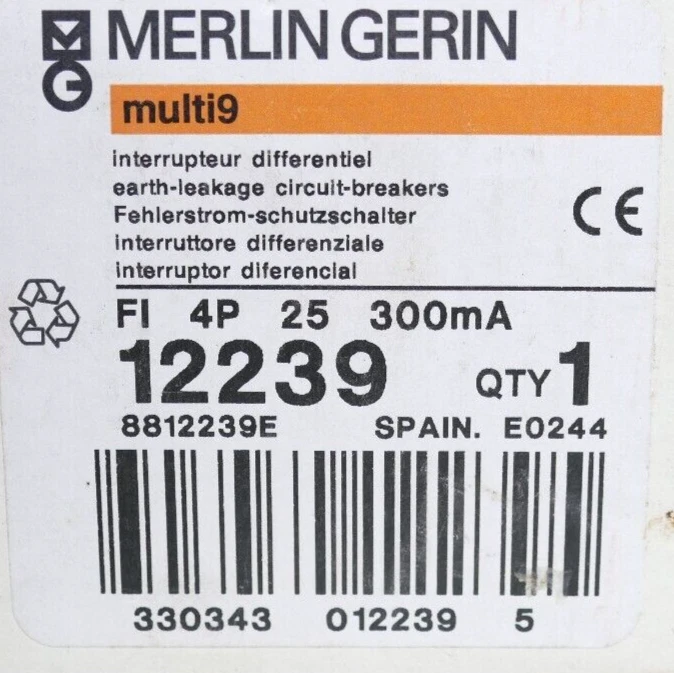 MERLIN GERIN
multi9
interrupteur differentiel
earth-leakage circuit-breakers
Fehlerstrom-schutzschalter
interruttore differenziale
interruptor diferencial
CE
FI 4P 25 300mA
12239 QTY 1
8812239E SPAIN. E0244
330343 012239 5